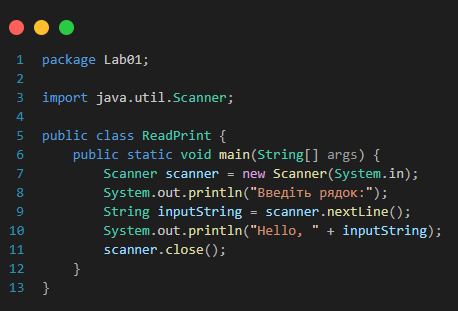 1 package Lab01;
2
3 import java.util.Scanner;
4
5 public class ReadPrint {
6     public static void main(String[] args) {
7         Scanner scanner = new Scanner(System.in);
8         System.out.println("Введіть рядок:");
9         String inputString = scanner.nextLine();
10         System.out.println("Hello, " + inputString);
11         scanner.close();
12     }
13 }